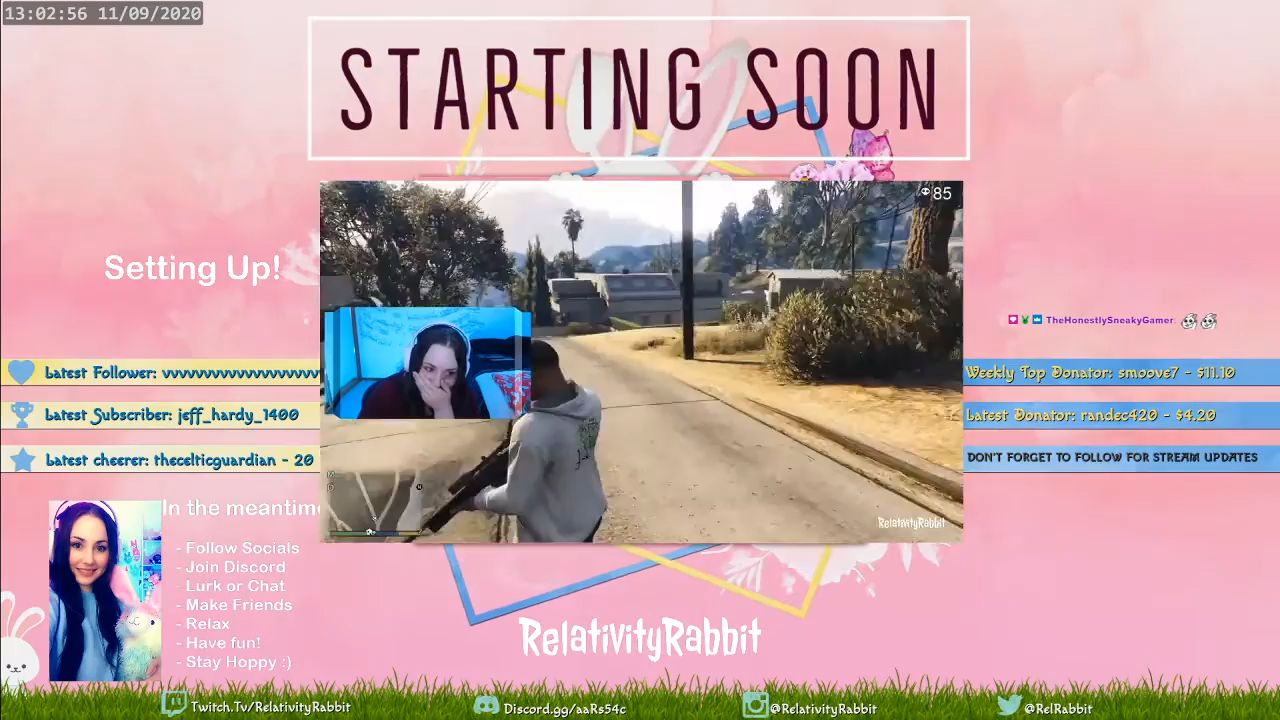 13:02:56 11/09/2020
STARTING SOON
85
Setting Up!
TheHonestlySneakyGamer:
Latest Follower: vvvvvvvvvvvvvvvvvv
Weekly Top Donator: smoove7 - $11.10
Latest Subscriber: jeff_hardy_1400
Latest Donator: randec420 - $4.20
Latest cheerer: thecelticguardian - 20
DON'T FORGET TO FOLLOW FOR STREAM UPDATES
In the meantime
- Follow Socials
- Join Discord
Lurk or Chat
- Make Friends
- Relax
- Have fun!
- Stay Hoppy :)
RelativityRabbit
RelativityRabbit
Twitch.Tv/RelativityRabbit
Discord.gg/aaRs54c
@RelativityRabbit
@RelRabbit